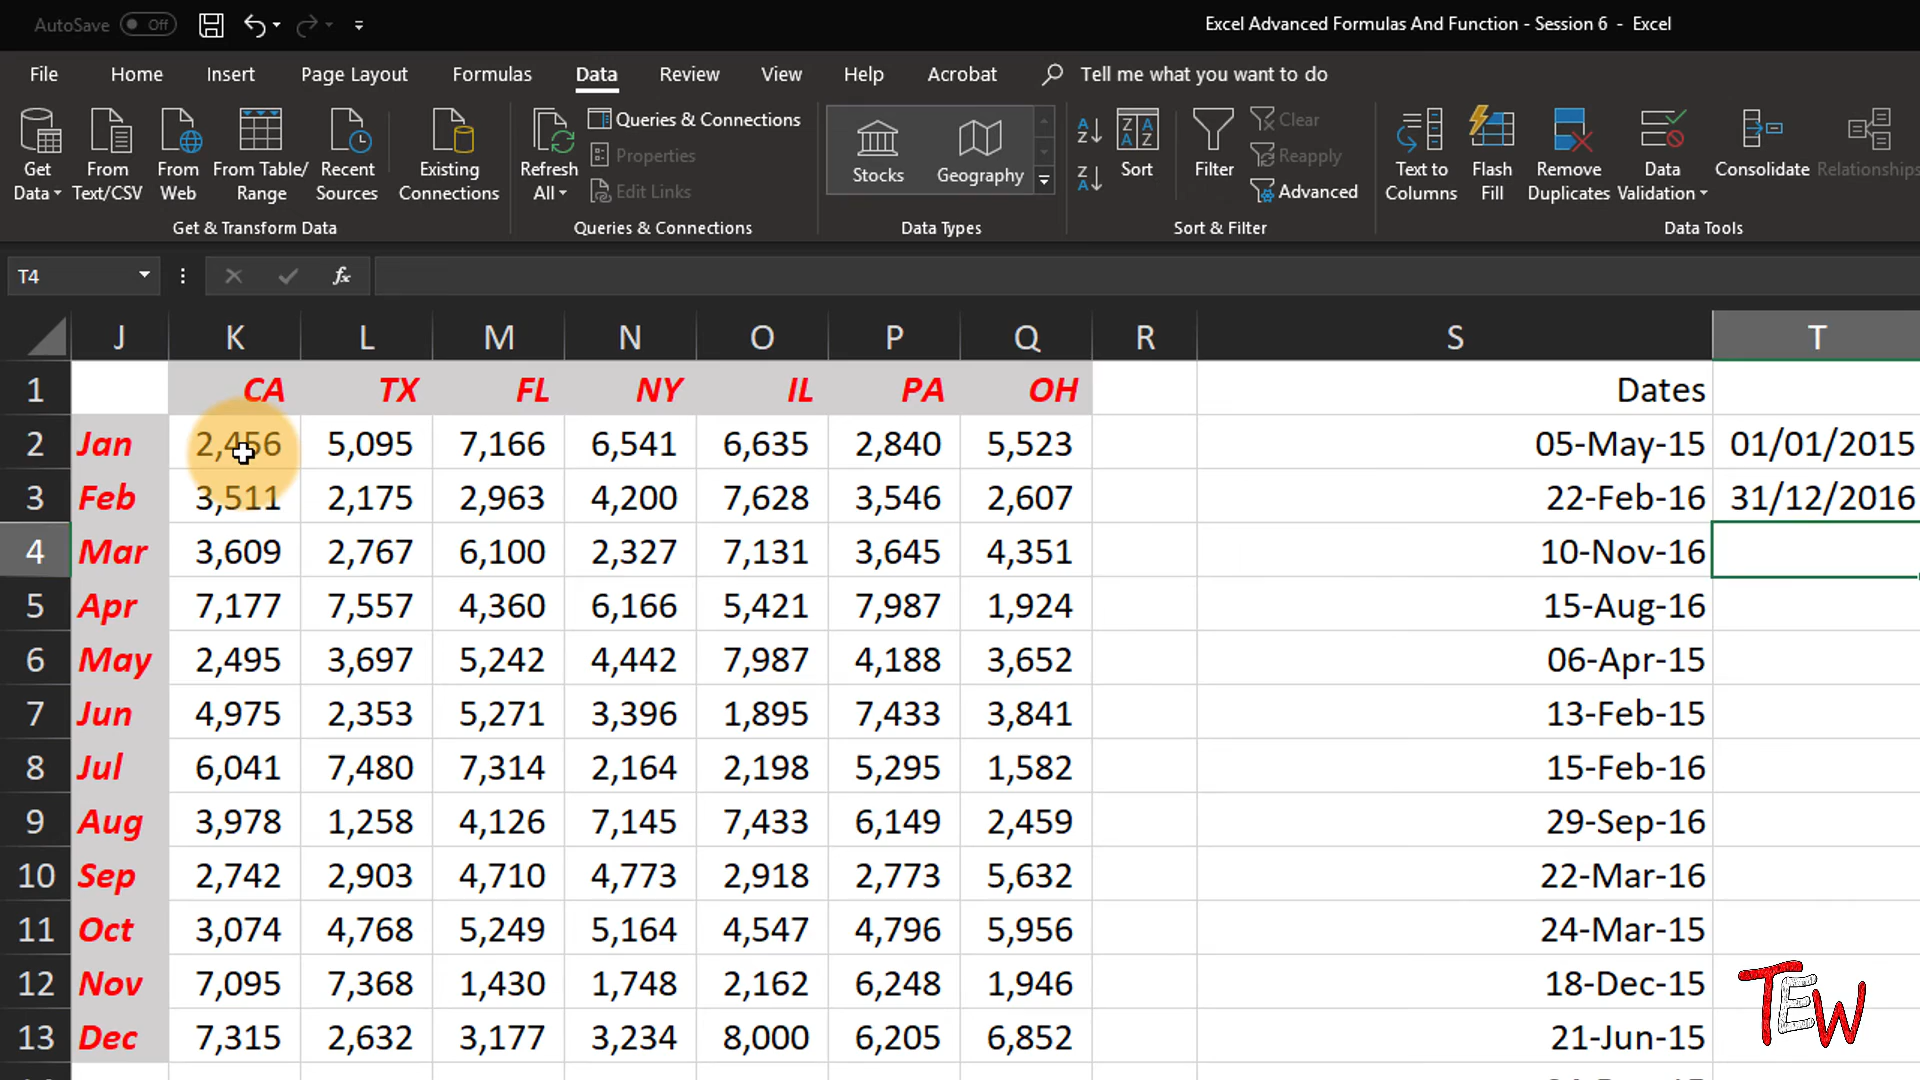 AutoSave Off
Excel Advanced Formulas And Function - Session 6 - Excel
File Home Insert Page Layout Formulas Data Review View Help Acrobat Tell me what you want to do
Get Data From Text/CSV From Web From Table/ Range Recent Sources Existing Connections Refresh All Queries & Connections Properties Edit Links Stocks Geography Sort Filter Clear Reapply Advanced Text to Columns Flash Fill Remove Duplicates Data Validation Consolidate Relationships
Get & Transform Data Queries & Connections Data Types Sort & Filter Data Tools
T4 fx
J K L M N O P Q R S T
1 CA TX FL NY IL PA OH Dates
2 Jan 2,456 5,095 7,166 6,541 6,635 2,840 5,523 05-May-15 01/01/2015
3 Feb 3,511 2,175 2,963 4,200 7,628 3,546 2,607 22-Feb-16 31/12/2016
4 Mar 3,609 2,767 6,100 2,327 7,131 3,645 4,351 10-Nov-16
5 Apr 7,177 7,557 4,360 6,166 5,421 7,987 1,924 15-Aug-16
6 May 2,495 3,697 5,242 4,442 7,987 4,188 3,652 06-Apr-15
7 Jun 4,975 2,353 5,271 3,396 1,895 7,433 3,841 13-Feb-15
8 Jul 6,041 7,480 7,314 2,164 2,198 5,295 1,582 15-Feb-16
9 Aug 3,978 1,258 4,126 7,145 7,433 6,149 2,459 29-Sep-16
10 Sep 2,742 2,903 4,710 4,773 2,918 2,773 5,632 22-Mar-16
11 Oct 3,074 4,768 5,249 5,164 4,547 4,796 5,956 24-Mar-15
12 Nov 7,095 7,368 1,430 1,748 2,162 6,248 1,946 18-Dec-15
13 Dec 7,315 2,632 3,177 3,234 8,000 6,205 6,852 21-Jun-15
TEW